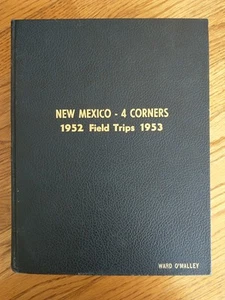 NEW MEXICO - 4 CORNERS
1952 Field Trips 1953
WARD O'MALLEY